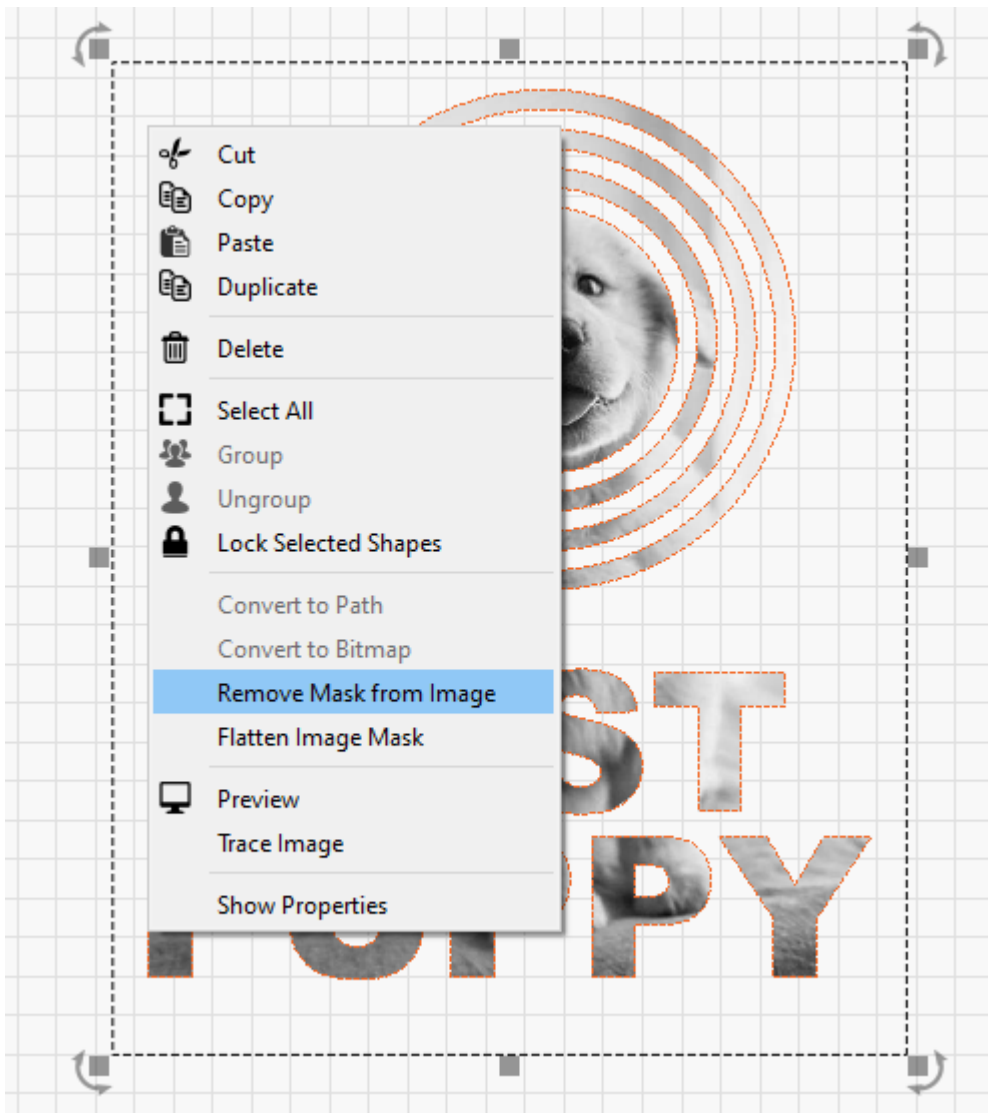 Cut
Copy
Paste
Duplicate
Delete
Select All
Group
Ungroup
Lock Selected Shapes
Convert to Path
Convert to Bitmap
Remove Mask from Image
Flatten Image Mask
Preview
Trace Image
Show Properties
ST
PUPPY